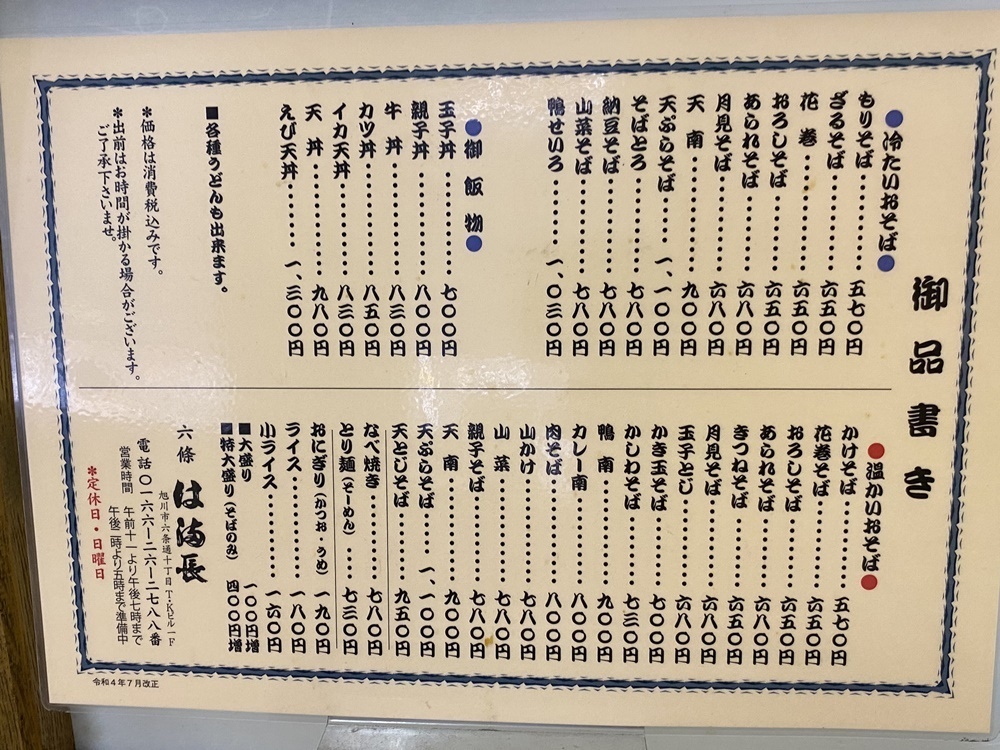 御品書き
●冷たいおそば●
もりそば………………五七〇円
ざるそば………………六五〇円
花巻………………六五〇円
おろしそば………………六五〇円
あられそば………………六八〇円
月見そば………………六八〇円
天南………………九〇〇円
天ぷらそば………一、一〇〇円
そばとろ………………七八〇円
納豆そば………………七八〇円
山菜そば………………七八〇円
鴨せいろ………一、〇三〇円
●御飯物●
玉子丼………………七〇〇円
親子丼………………八〇〇円
牛丼………………八三〇円
カツ丼………………八五〇円
イカ天丼………………八三〇円
天丼………………九八〇円
えび天丼………一、三〇〇円
■各種うどんも出来ます。
*価格は消費税込みです。
*出前はお時間が掛かる場合がございます。
ご了承下さいませ。
●温かいおそば●
かけそば………………五七〇円
花巻そば………………六五〇円
おろしそば………………六五〇円
あられそば………………六八〇円
きつねそば………………六五〇円
月見そば………………六八〇円
玉子とじ………………六八〇円
かき玉そば………………七〇〇円
かしわそば………………七三〇円
鴨南………………九〇〇円
カレー南………………八〇〇円
肉そば………………八〇〇円
山かけ………………七八〇円
山菜………………七八〇円
親子そば………………七八〇円
天南………………九〇〇円
天ぷらそば………一、一〇〇円
天とじそば………………九五〇円
なべ焼き………………七八〇円
とり麺(そーめん)………七三〇円
おにぎり(かつお・うめ)一九〇円
ライス………………一八〇円
小ライス………………一六〇円
■大盛り 一〇〇円増
■特大盛り(そばのみ) 四〇〇円増
六條 はま長
旭川市六条通十丁目 T・Kビル一F
電話〇一六六ー二六ー二七八八番
営業時間 午前十一より午後七時まで
午後二時より五時まで準備中
*定休日・日曜日
令和4年7月改正